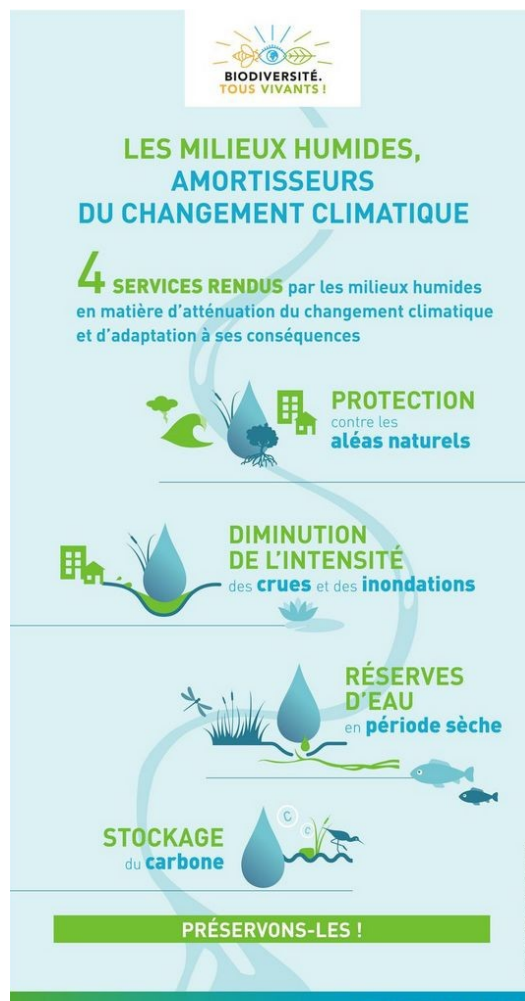 BIODIVERSITÉ.
TOUS VIVANTS !
LES MILIEUX HUMIDES,
AMORTISSEURS
DU CHANGEMENT CLIMATIQUE
4 SERVICES RENDUS par les milieux humides
en matière d'atténuation du changement climatique
et d'adaptation à ses conséquences
PROTECTION
contre les
aléas naturels
DIMINUTION
DE L'INTENSITÉ
des crues et des inondations
RÉSERVES
D'EAU
en période sèche
C
C
STOCKAGE
du carbone
PRÉSERVONS-LES !